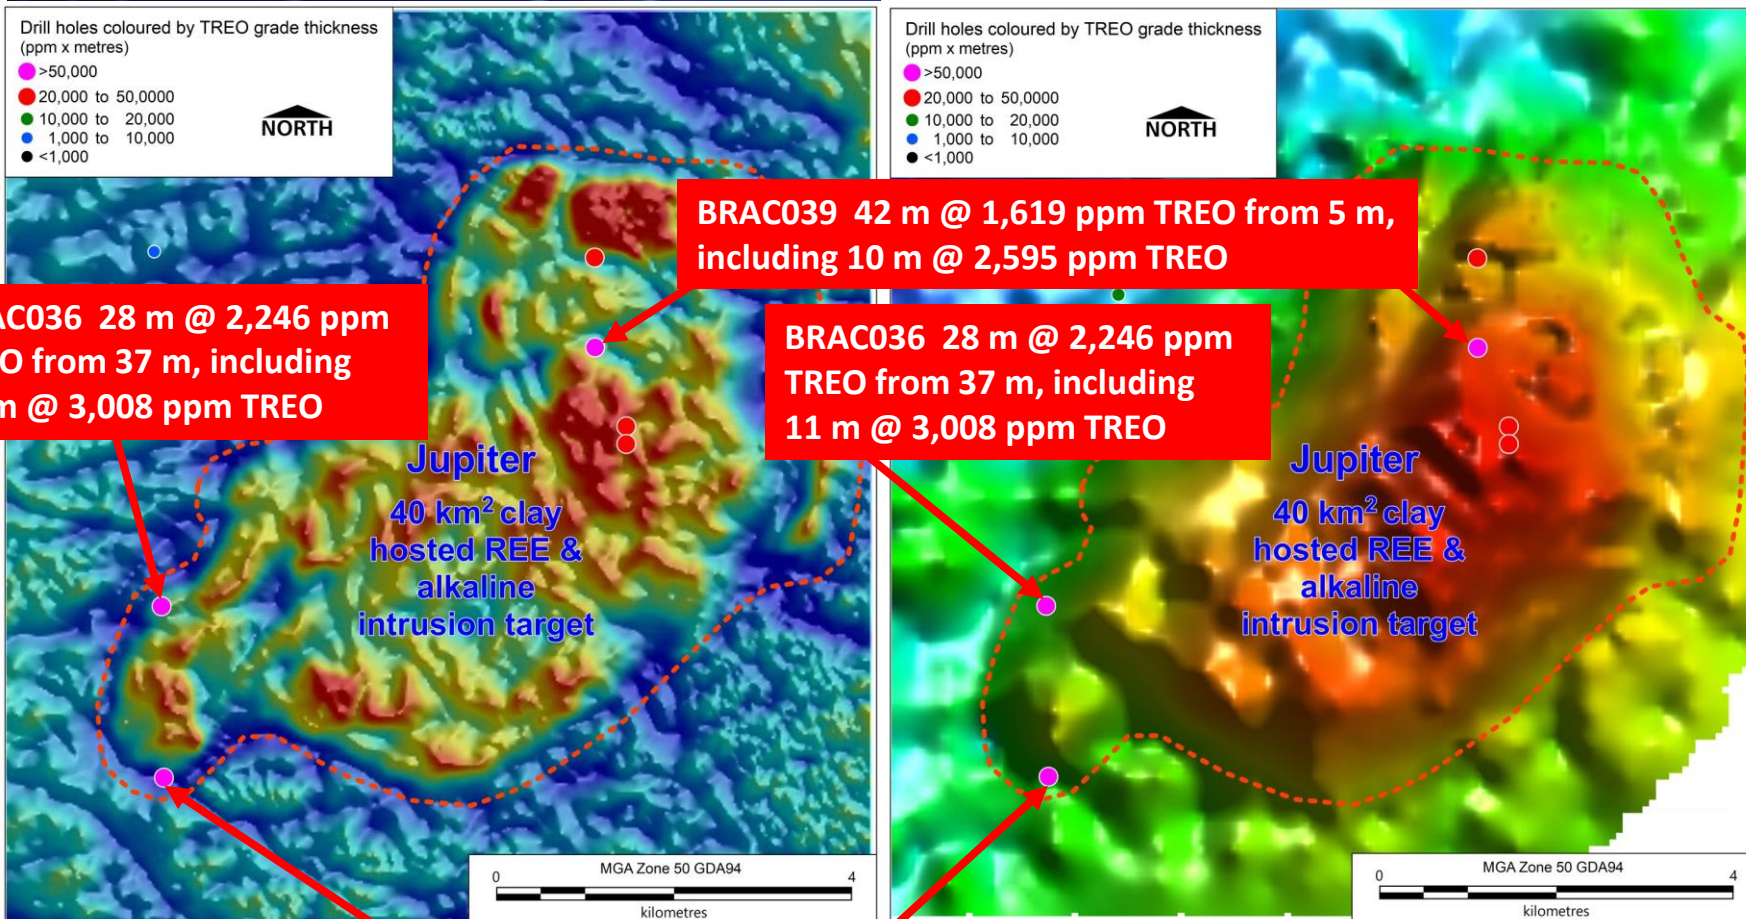 Drill holes coloured by TREO grade thickness
(ppm x metres)
>50,000
20,000 to 50,0000
10,000 to 20,000
1,000 to 10,000
<1,000
NORTH
AC036 28 m @ 2,246 ppm
O from 37 m, including
m @ 3,008 ppm TREO
Jupiter
40 km² clay
hosted REE &
alkaline
intrusion target
MGA Zone 50 GDA94
0 4
kilometres
BRAC039 42 m @ 1,619 ppm TREO from 5 m,
including 10 m @ 2,595 ppm TREO
Drill holes coloured by TREO grade thickness
(ppm x metres)
>50,000
20,000 to 50,0000
10,000 to 20,000
1,000 to 10,000
<1,000
NORTH
BRAC036 28 m @ 2,246 ppm
TREO from 37 m, including
11 m @ 3,008 ppm TREO
Jupiter
40 km² clay
hosted REE &
alkaline
intrusion target
MGA Zone 50 GDA94
0 4
kilometres